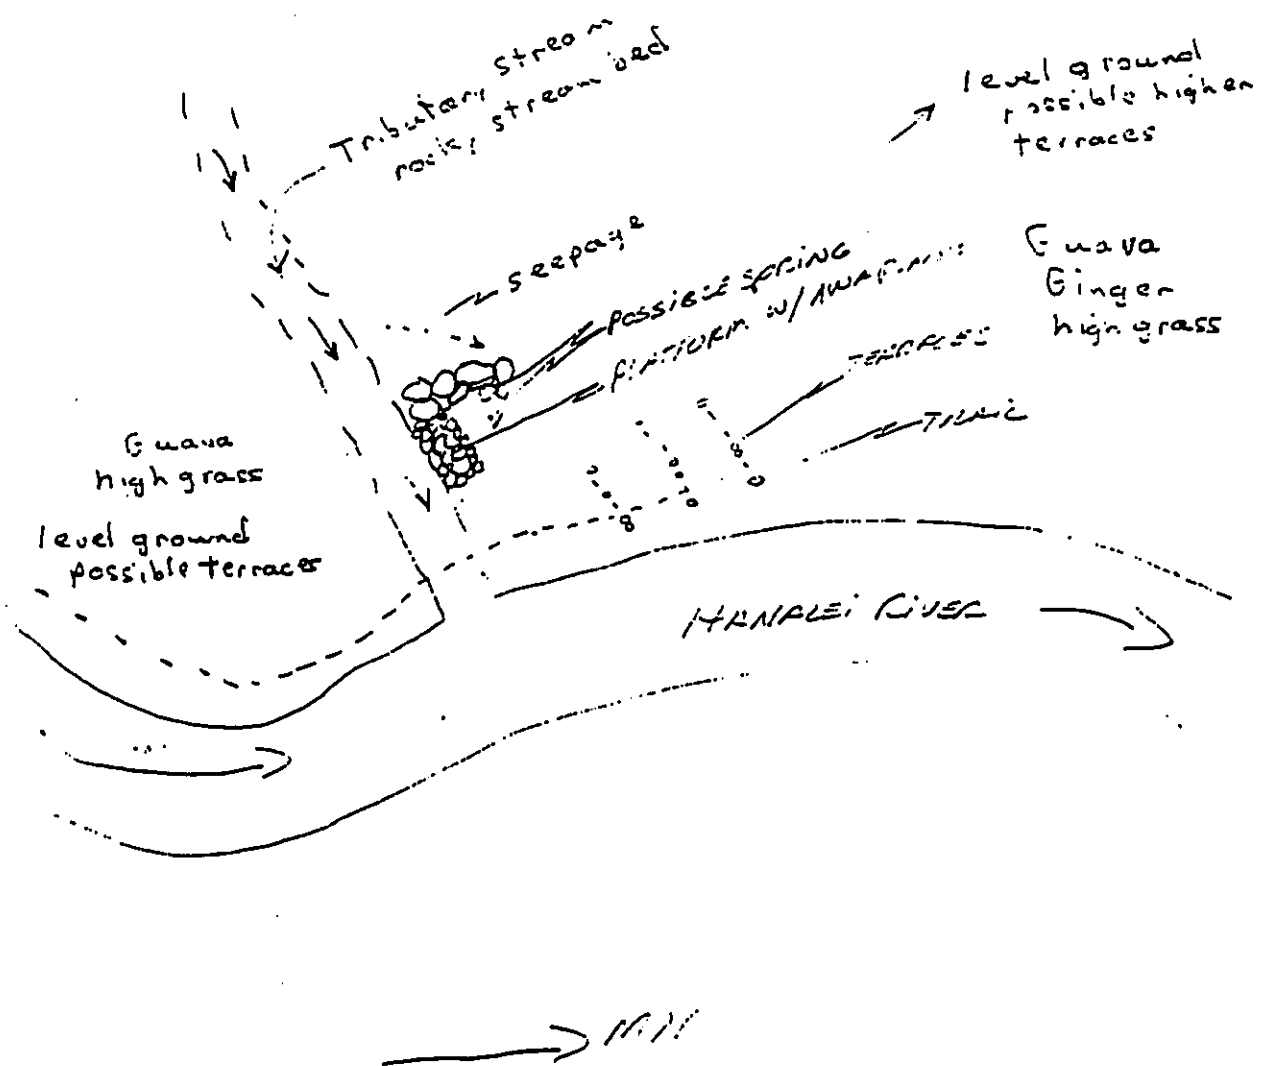 Tributary stream
rocky stream bed
level ground
possible higher
terraces
seepage
POSSIBLE SPRING
PLATFORM W/
Guava
Ginger
high grass
TERRACES
Guava
high grass
level ground
possible terraces
HANALEI RIVER